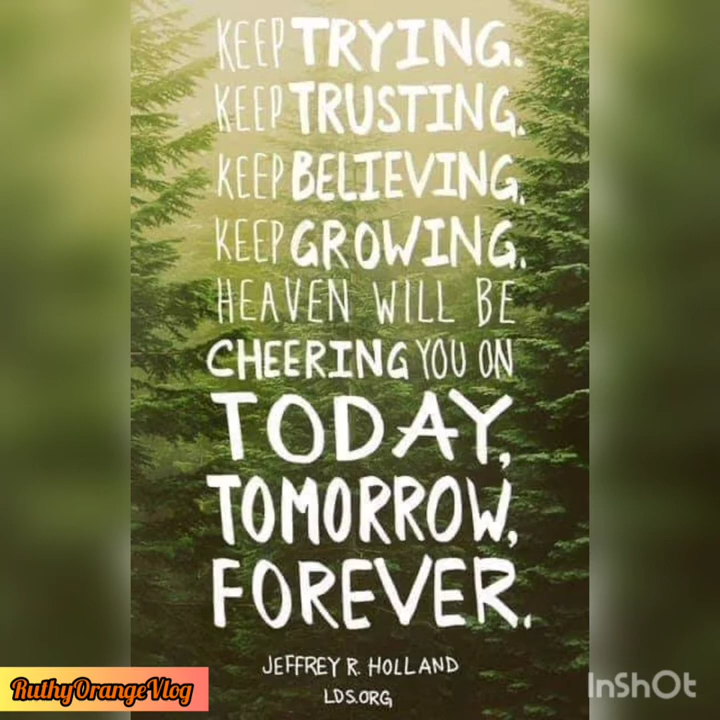 KEEP TRYING.
KEEP TRUSTING.
KEEP BELIEVING.
KEEP GROWING.
HEAVEN WILL BE
CHEERING YOU ON
TODAY,
TOMORROW,
FOREVER.
JEFFREY R. HOLLAND
LDS.ORG
RuthyOrangeVlog
InShOt